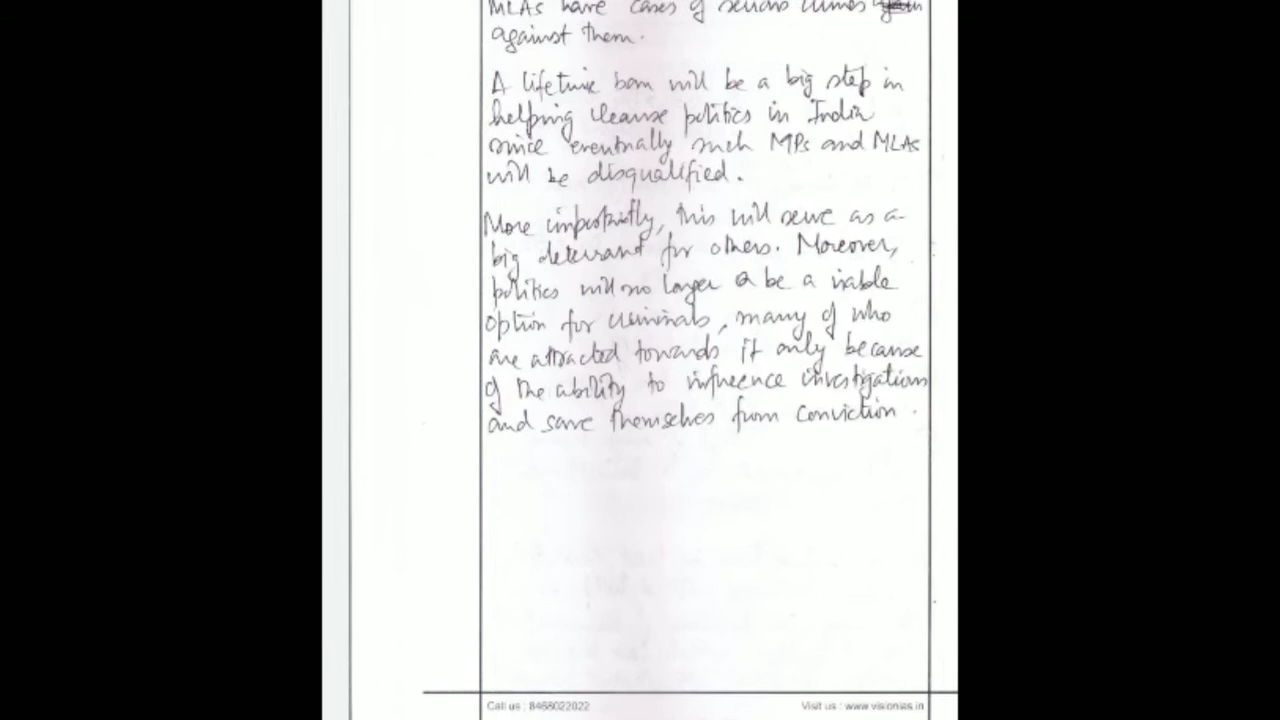 MLAs have cases of serious crimes
against them.
A lifetime ban will be a big step in
helping cleanse politics in India
since eventually such MPs and MLAs
will be disqualified.
More importantly, this will serve as a
big deterrant for others. Moreover,
politics will no longer be a viable
option for criminals, many of who
are attracted towards it only because
of the ability to influence investigations
and save themselves from conviction.
Call us : 8468022022
Visit us : www.visionias.in